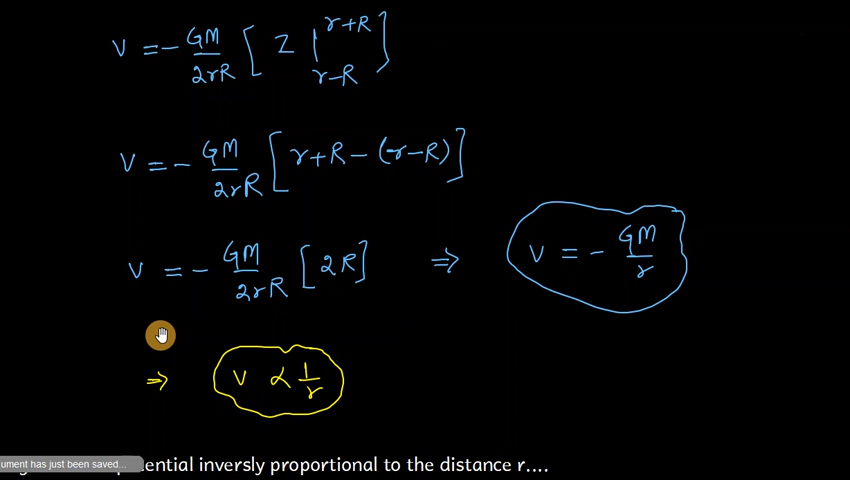 V = - GM/2rR [ Z |_{r-R}^{r+R} ]
V = - GM/2rR [ r+R - (r-R) ]
V = - GM/2rR [ 2R ] ⇒ V = - GM/r
⇒ V ∝ 1/r
ument has just been saved... ential inversly proportional to the distance r....